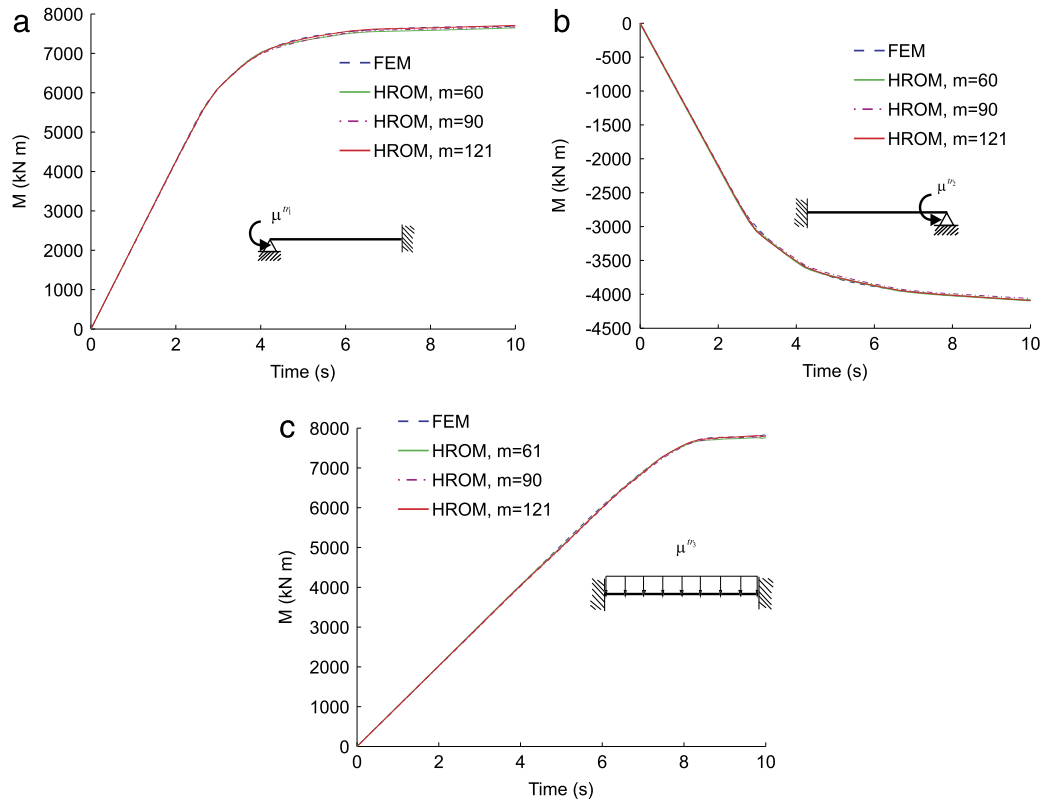 a
8000
7000
6000
5000
4000
3000
2000
1000
0
M (kN m)
FEM
HROM, m=60
HROM, m=90
HROM, m=121
μ^tr₁
0 2 4 6 8 10
Time (s)
b
0
-500
-1000
-1500
-2000
-2500
-3000
-3500
-4000
-4500
M (kN m)
FEM
HROM, m=60
HROM, m=90
HROM, m=121
μ^tr₂
0 2 4 6 8 10
Time (s)
c
8000
7000
6000
5000
4000
3000
2000
1000
0
M (kN m)
FEM
HROM, m=61
HROM, m=90
HROM, m=121
μ^tr₃
0 2 4 6 8 10
Time (s)